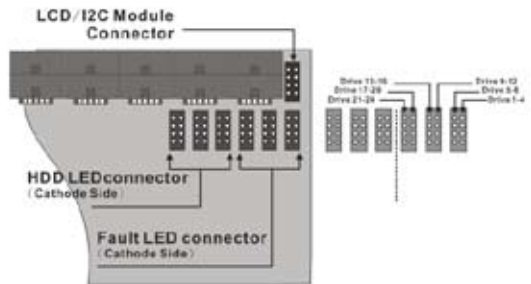 LCD/I2C Module
Connector
Drive 13-16
Drive 17-20
Drive 21-24
Drive 9-12
Drive 5-8
Drive 1-4
HDD LEDconnector
(Cathode Side)
Fault LED connector
(Cathode Side)